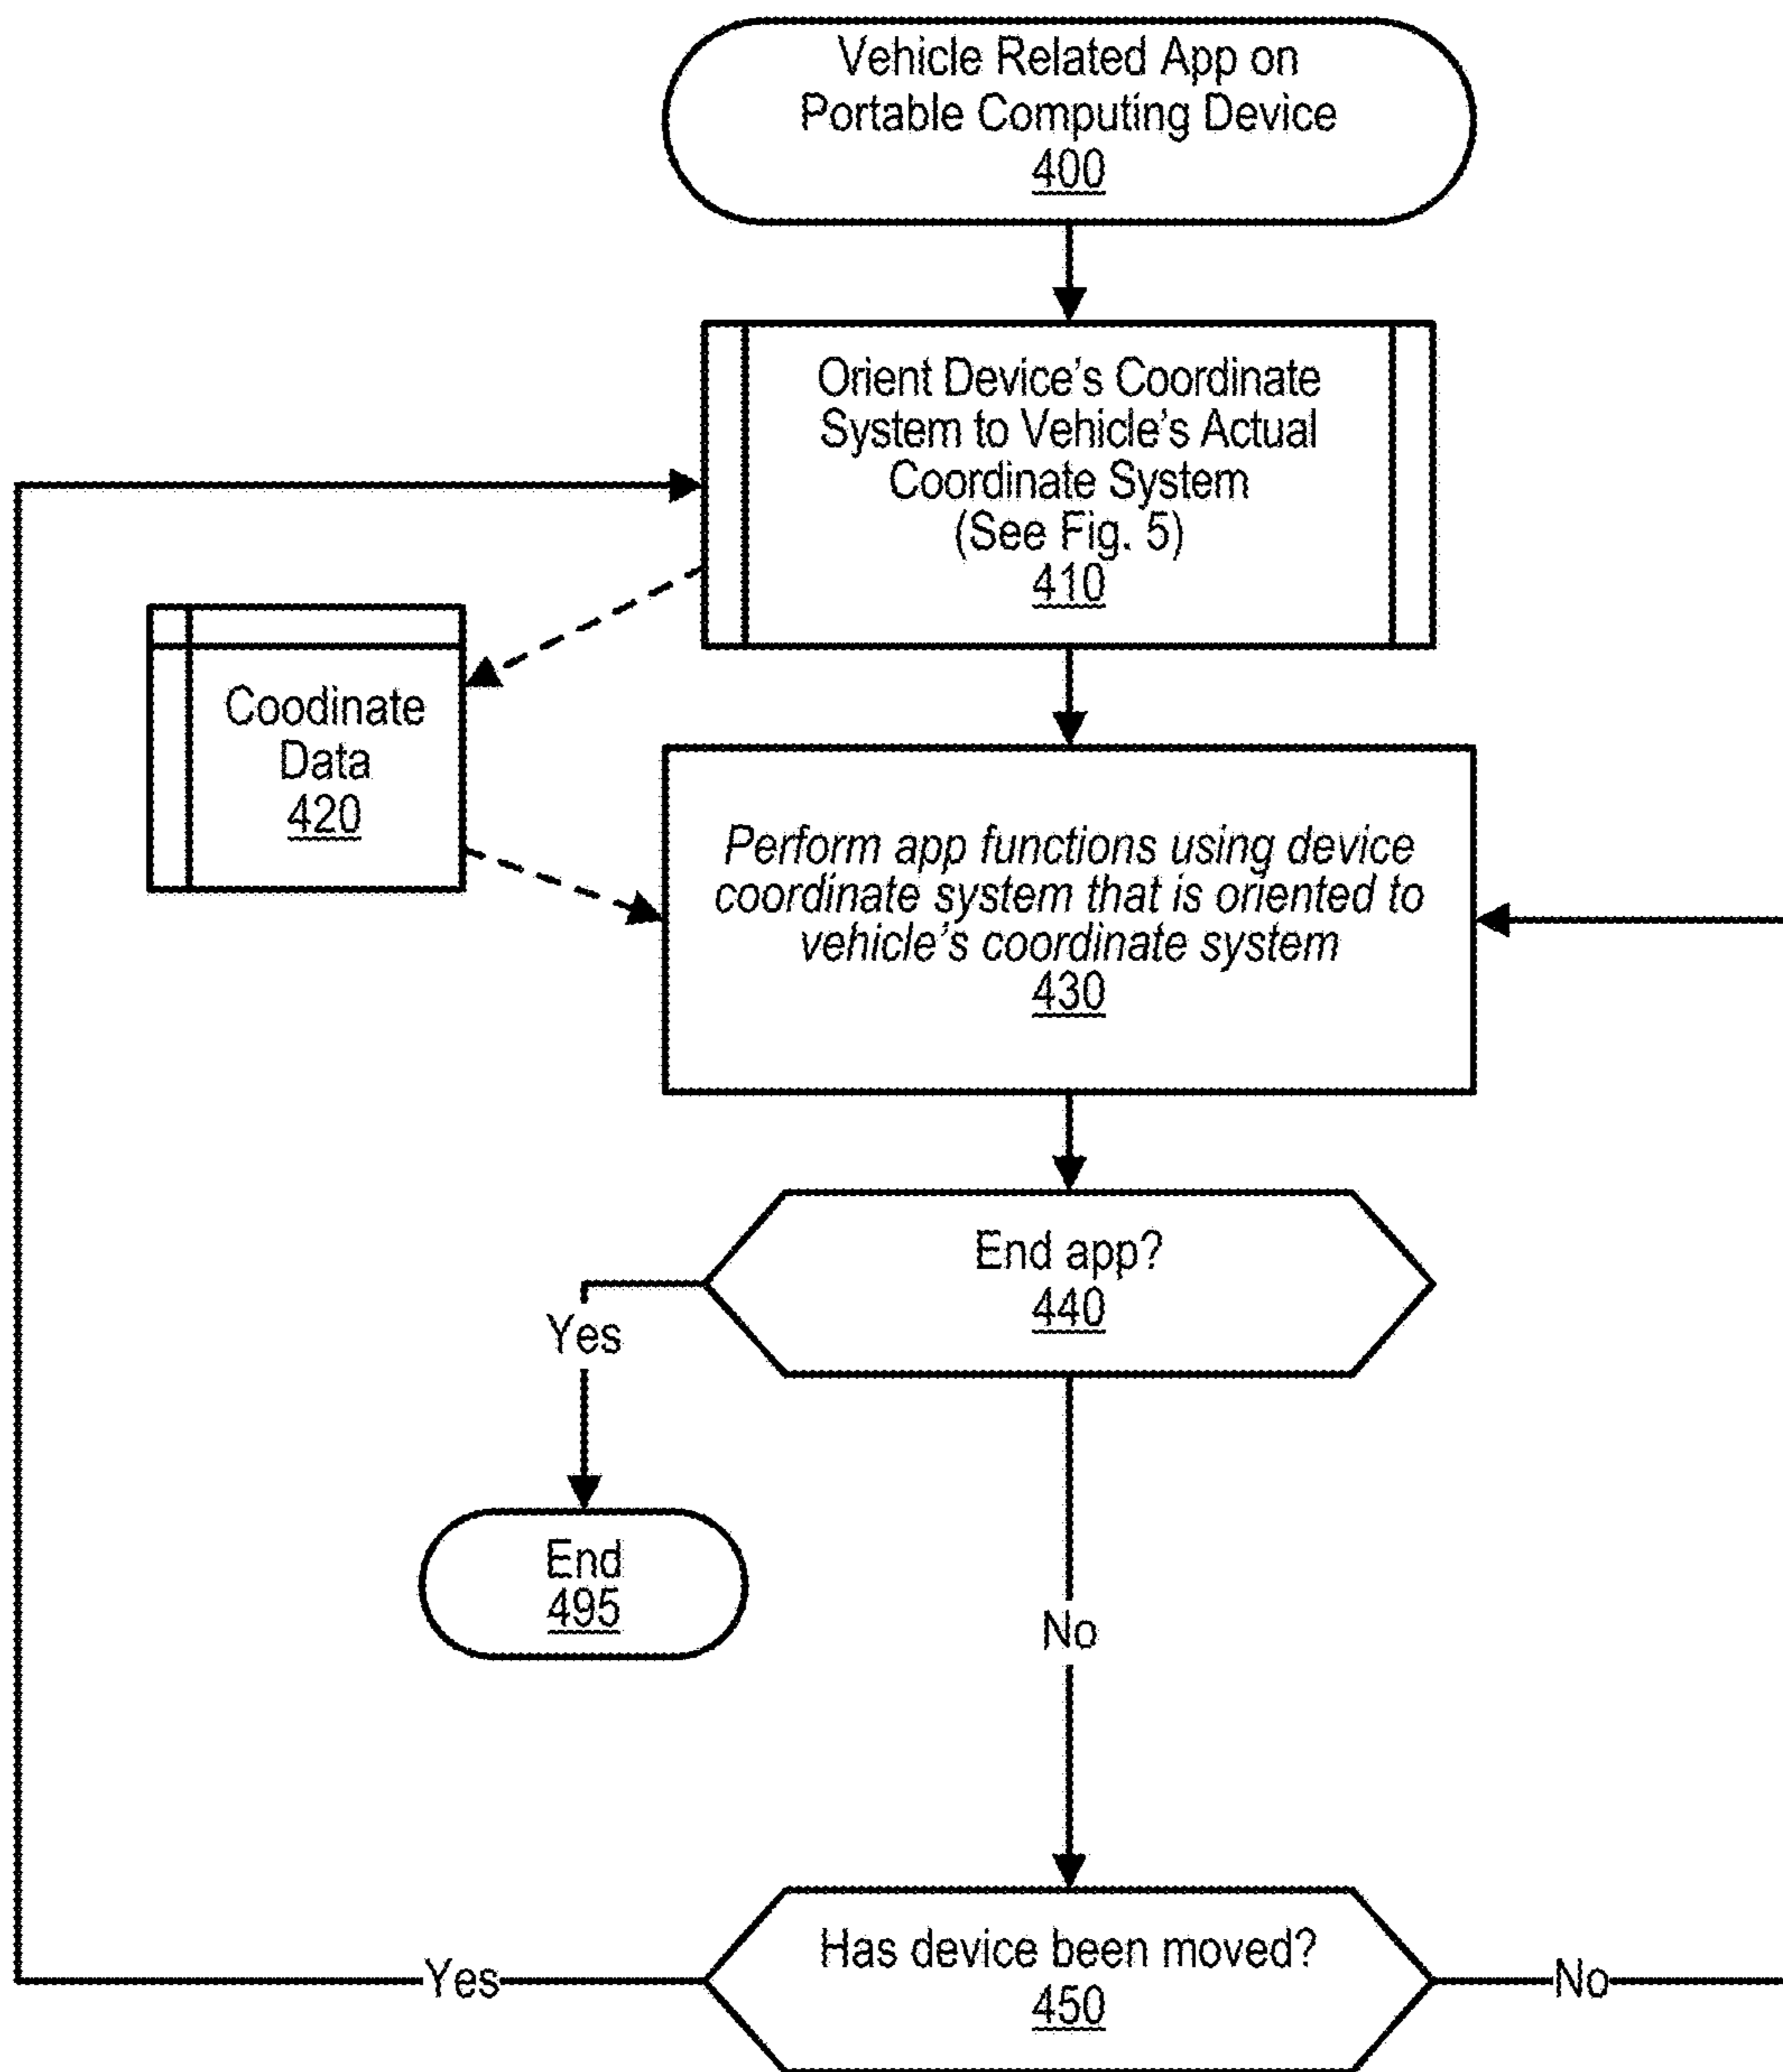 Vehicle Related App on
Portable Computing Device
400
Orient Device's Coordinate
System to Vehicle's Actual
Coordinate System
(See Fig. 5)
410
Coodinate
Data
420
Perform app functions using device
coordinate system that is oriented to
vehicle's coordinate system
430
End app?
440
Yes
End
495
No
Has device been moved?
450
Yes
No